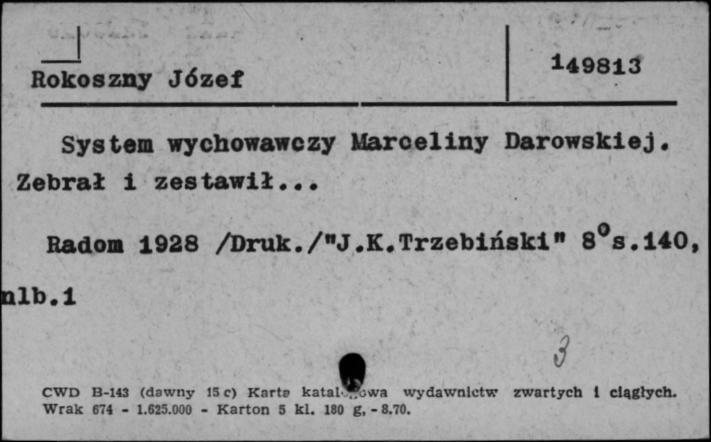 149813
Rokoszny Józef
System wychowawczy Marceliny Darowskiej.
Zebrał i zestawił...
Radom 1928 /Druk./"J.K.Trzebiński" 8⁰s.140,
nlb.1
3
CWD B-143 (dawny 15 c) Karta wydawnictw zwartych i ciągłych.
Wrak 674 - 1.625.000 - Karton 5 kl. 180 g, - 8.70.